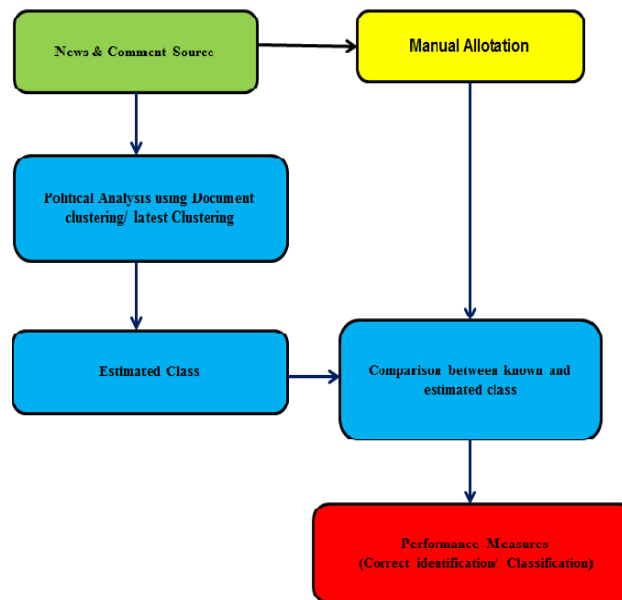 News & Comment Source
Manual Allotation
Political Analysis using Document
clustering/ latest Clustering
Estimated Class
Comparison between known and
estimated class
Performance Measures
(Correct identification/ Classification)